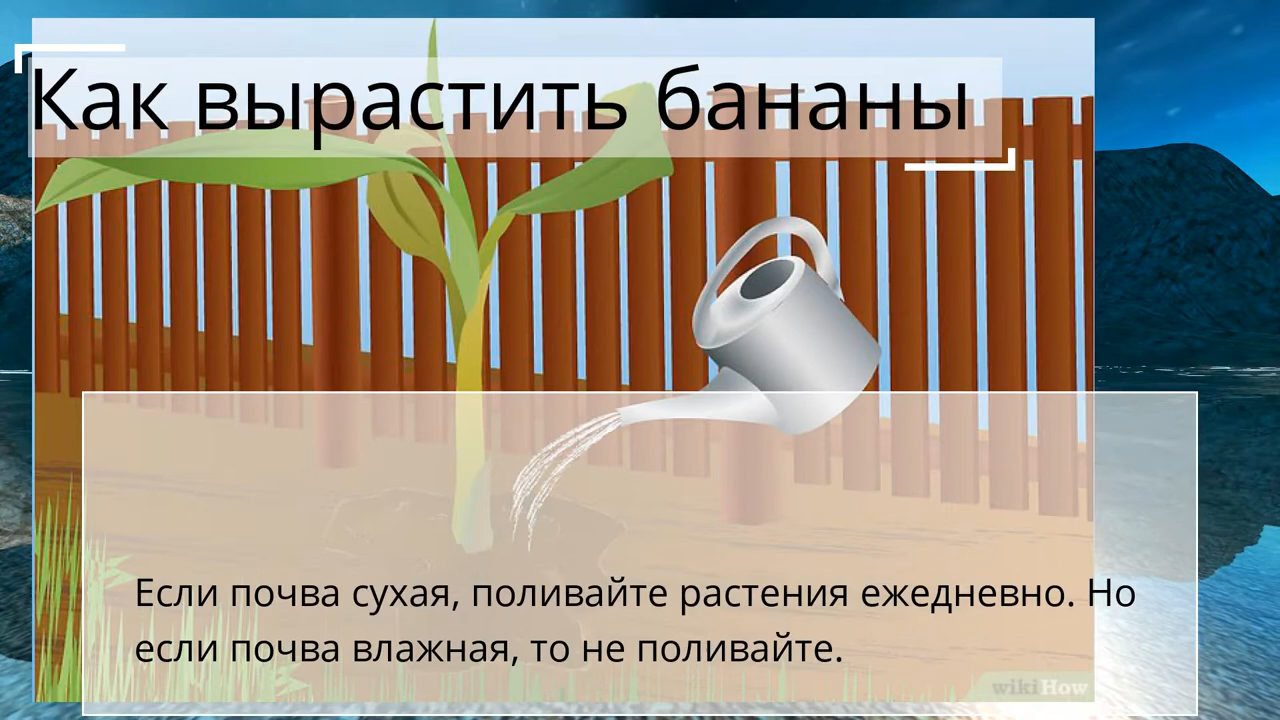 Как вырастить бананы
Если почва сухая, поливайте растения ежедневно. Но
если почва влажная, то не поливайте.
wikiHow